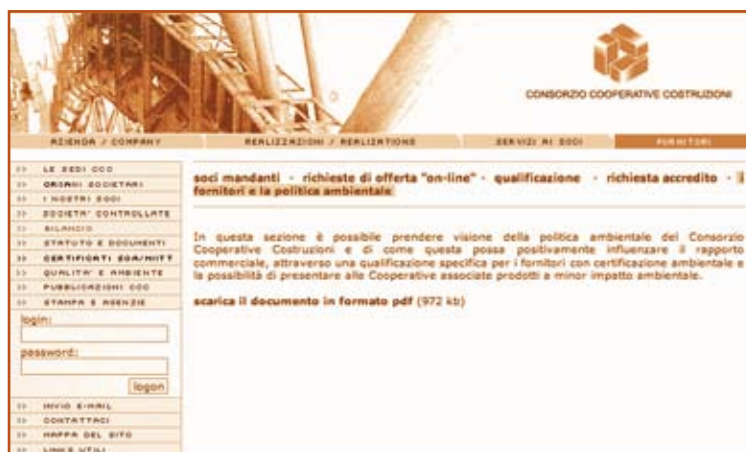 CONSORZIO COOPERATIVE COSTRUZIONI
AZIENDA / COMPANY
REALIZZAZIONI / REALIZATIONS
SERVIZI AI SOCI
FORNITORI
>> LE SEDI CCC
>> ORGANI SOCIETARI
>> I NOSTRI SOCI
>> SOCIETA' CONTROLLATE
>> BILANCIO
>> STATUTO E DOCUMENTI
>> CERTIFICATI SOA/MIITT
>> QUALITA' E AMBIENTE
>> PUBBLICAZIONI CCC
>> STAMPA E AGENZIE
login:
password:
logon
>> INVIO E-MAIL
>> CONTATTACI
>> MAPPA DEL SITO
>> LINKS UTILI
soci mandanti - richieste di offerta "on-line" - qualificazione - richiesta accredito - i
fornitori e la politica ambientale
In questa sezione è possibile prendere visione della politica ambientale del Consorzio
Cooperative Costruzioni e di come questa possa positivamente influenzare il rapporto
commerciale, attraverso una qualificazione specifica per i fornitori con certificazione ambientale e
la possibilità di presentare alle Cooperative associate prodotti a minor impatto ambientale.
scarica il documento in formato pdf (972 kb)